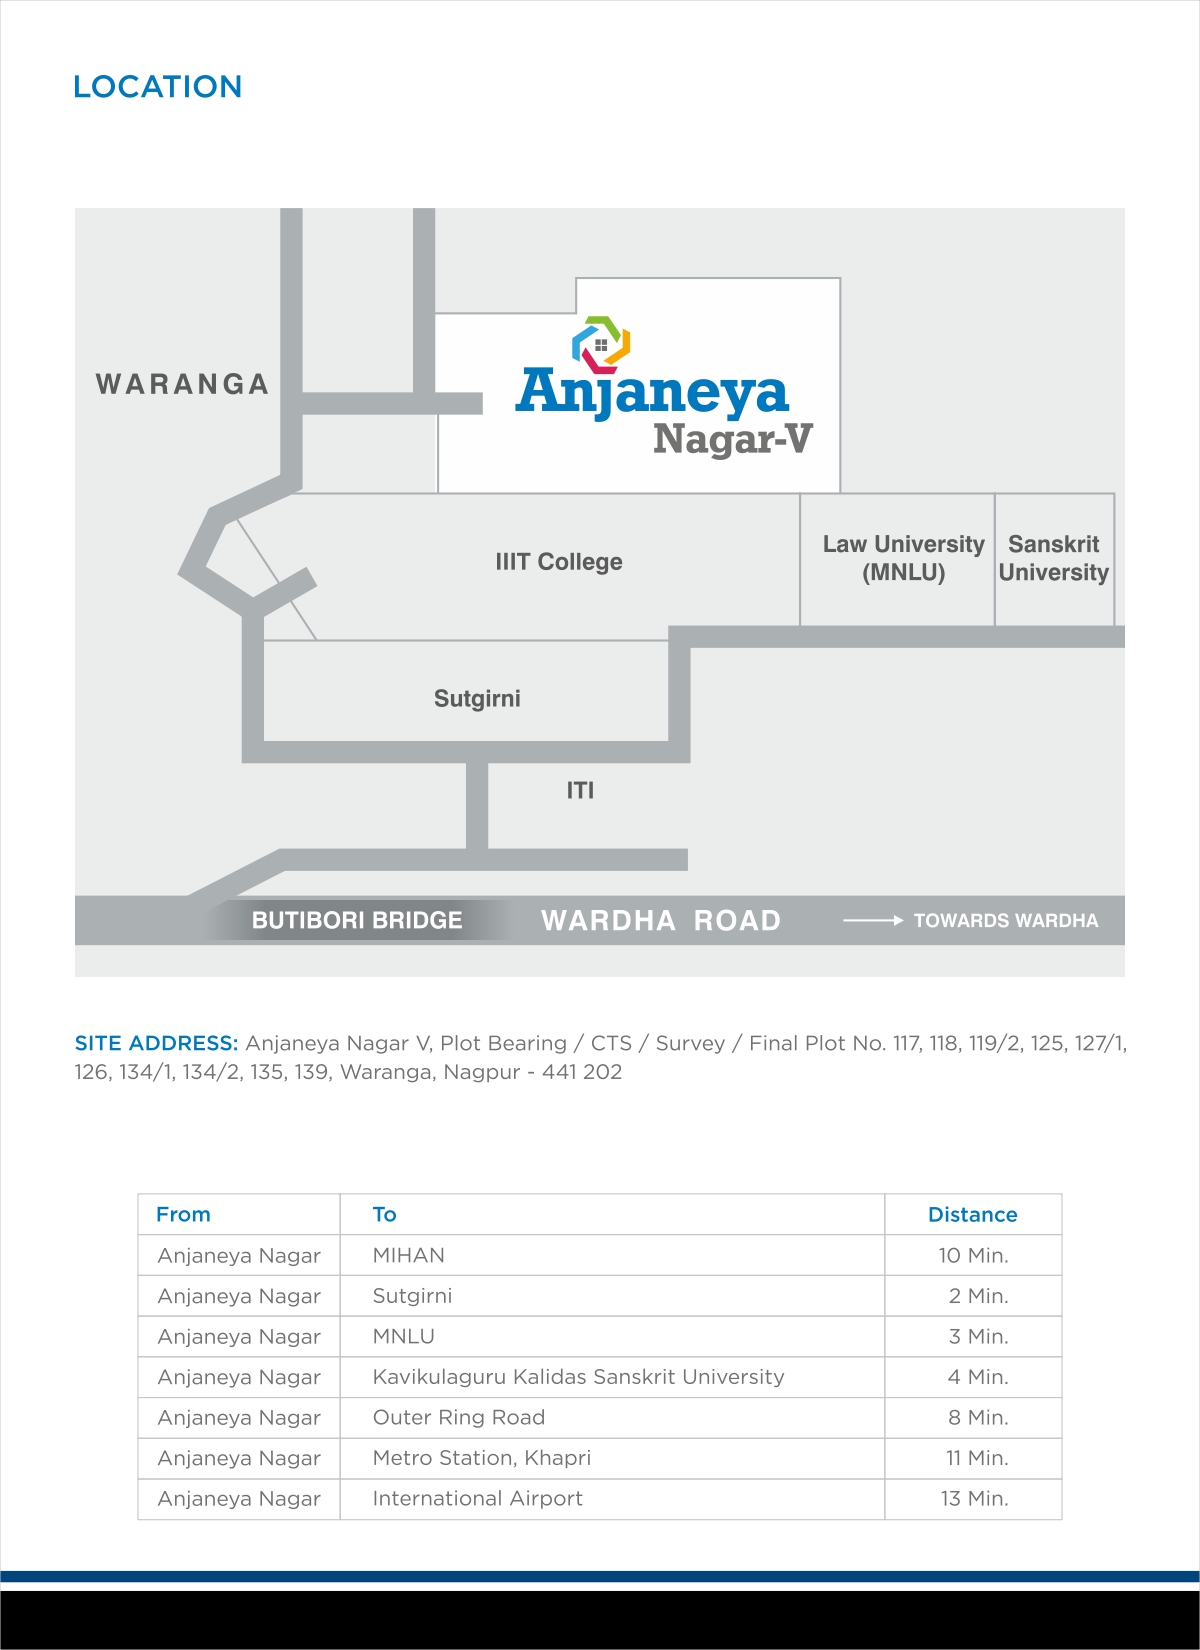 LOCATION
WARANGA
Anjaneya
Nagar-V
IIIT College
Law University
(MNLU)
Sanskrit
University
Sutgirni
ITI
BUTIBORI BRIDGE WARDHA ROAD TOWARDS WARDHA
SITE ADDRESS: Anjaneya Nagar V, Plot Bearing / CTS / Survey / Final Plot No. 117, 118, 119/2, 125, 127/1,
126, 134/1, 134/2, 135, 139, Waranga, Nagpur - 441 202
From To Distance
Anjaneya Nagar MIHAN 10 Min.
Anjaneya Nagar Sutgirni 2 Min.
Anjaneya Nagar MNLU 3 Min.
Anjaneya Nagar Kavikulaguru Kalidas Sanskrit University 4 Min.
Anjaneya Nagar Outer Ring Road 8 Min.
Anjaneya Nagar Metro Station, Khapri 11 Min.
Anjaneya Nagar International Airport 13 Min.